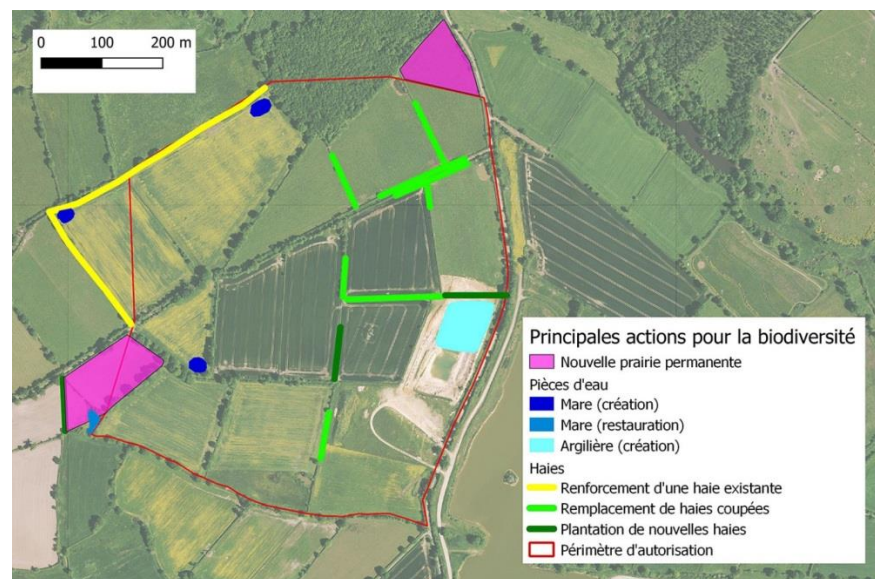 0 100 200 m
Principales actions pour la biodiversité
Nouvelle prairie permanente
Pièces d'eau
Mare (création)
Mare (restauration)
Argilière (création)
Haies
Renforcement d'une haie existante
Remplacement de haies coupées
Plantation de nouvelles haies
Périmètre d'autorisation